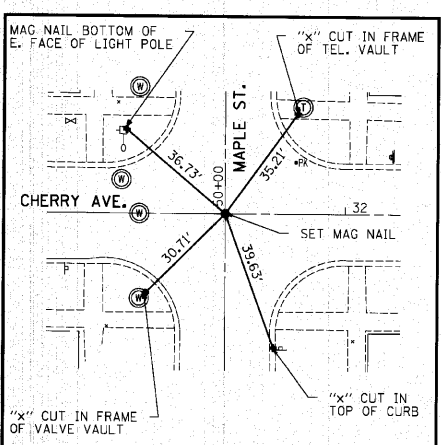 MAG NAIL BOTTOM OF
E. FACE OF LIGHT POLE
"x" CUT IN FRAME
OF TEL. VAULT
W
T
MAPLE ST.
36.73'
35.21'
PK
W
50+00
CHERRY AVE.
W
32
SET MAG NAIL
30.71'
39.63'
P
W
"x" CUT IN
TOP OF CURB
"x" CUT IN FRAME
OF VALVE VAULT